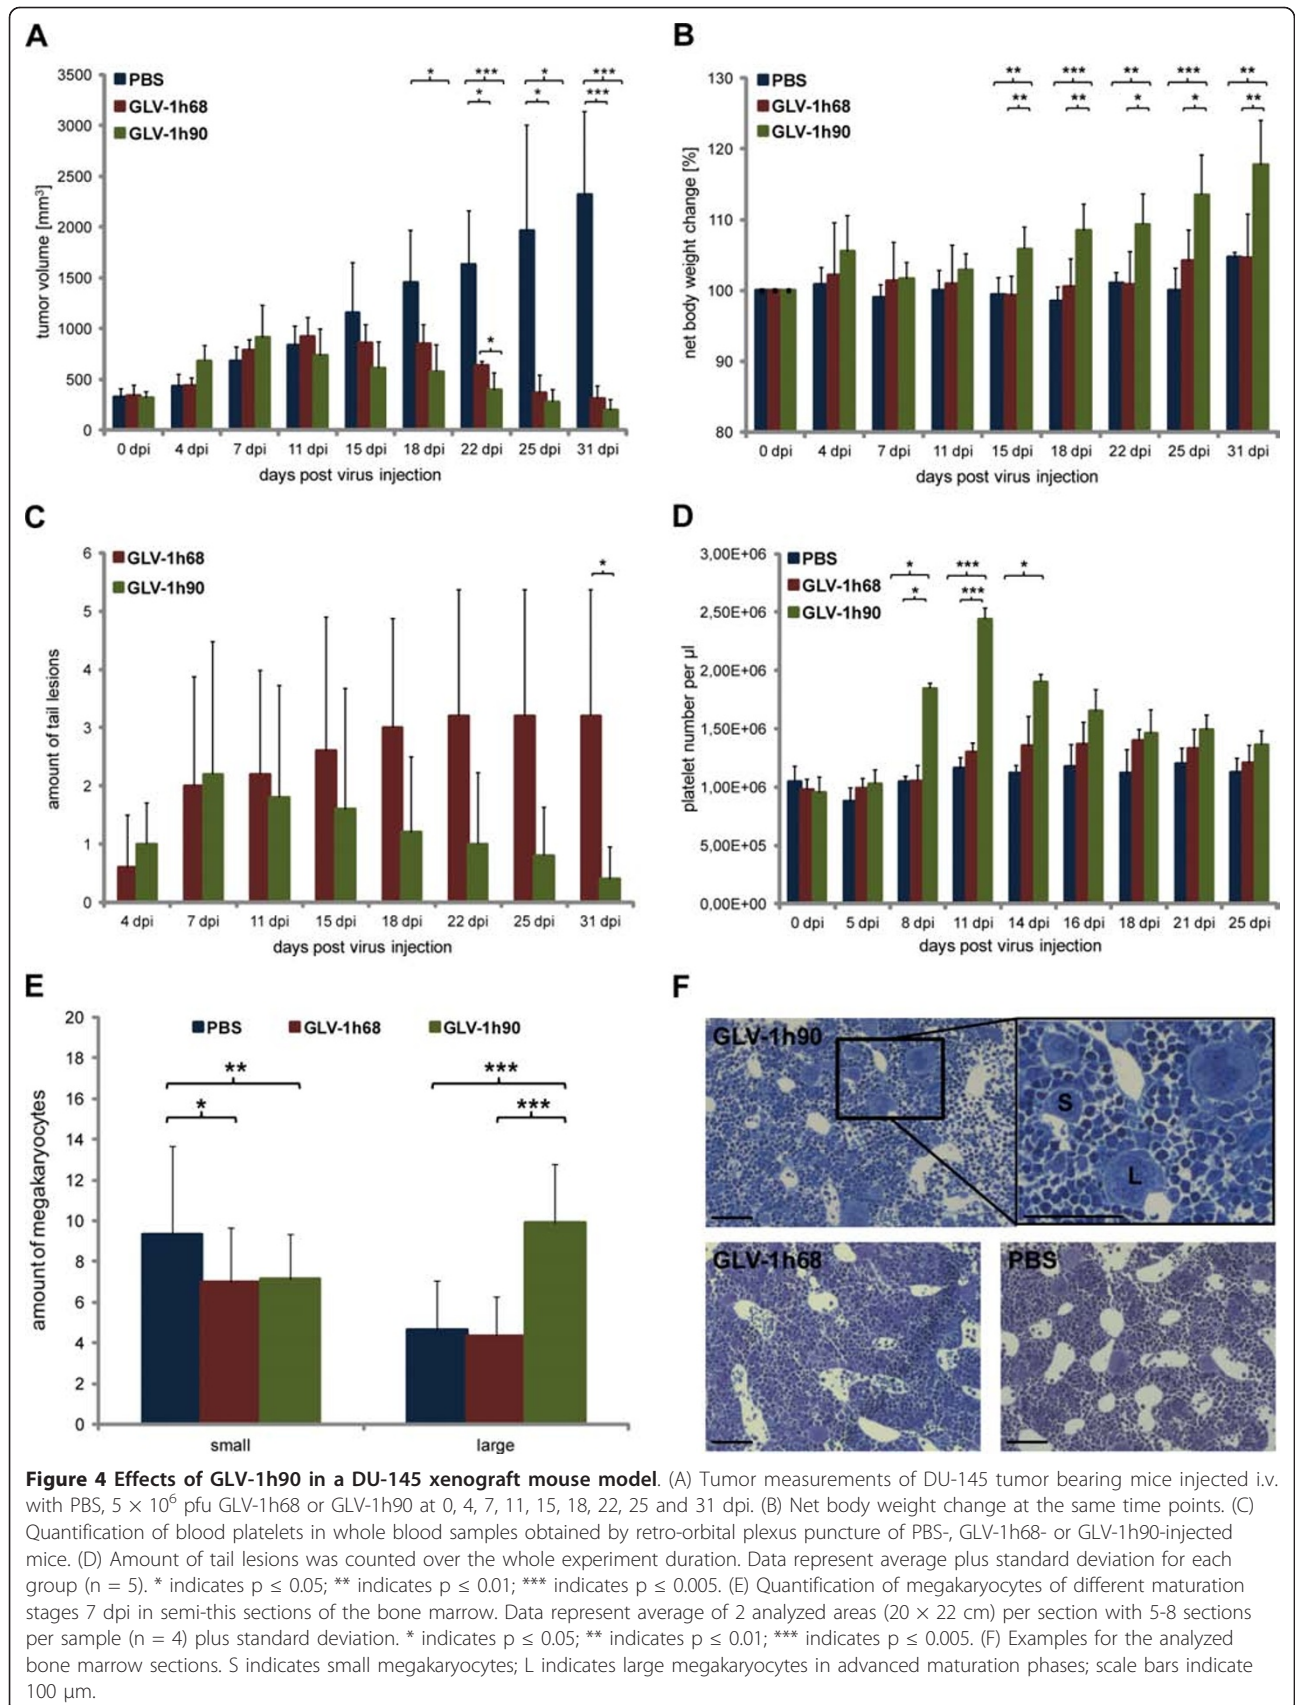 A
3500
3000
2500
2000
1500
1000
500
0
tumor volume [mm³]
PBS
GLV-1h68
GLV-1h90
* *** * ***
* * ***
*
0 dpi 4 dpi 7 dpi 11 dpi 15 dpi 18 dpi 22 dpi 25 dpi 31 dpi
days post virus injection
B
130
120
110
100
90
80
net body weight change [%]
PBS
GLV-1h68
GLV-1h90
** *** ** *** **
** ** * * **
0 dpi 4 dpi 7 dpi 11 dpi 15 dpi 18 dpi 22 dpi 25 dpi 31 dpi
days post virus injection
C
6
5
4
3
2
1
0
amount of tail lesions
GLV-1h68
GLV-1h90
*
4 dpi 7 dpi 11 dpi 15 dpi 18 dpi 22 dpi 25 dpi 31 dpi
days post virus injection
D
3,00E+06
2,50E+06
2,00E+06
1,50E+06
1,00E+06
5,00E+05
0,00E+00
platelet number per µl
PBS
GLV-1h68
GLV-1h90
* *** *
* ***
0 dpi 5 dpi 8 dpi 11 dpi 14 dpi 16 dpi 18 dpi 21 dpi 25 dpi
days post virus injection
E
20
18
16
14
12
10
8
6
4
2
0
amount of megakaryocytes
PBS GLV-1h68 GLV-1h90
** ***
* ***
small large
F
GLV-1h90
S
L
GLV-1h68
PBS
Figure 4 Effects of GLV-1h90 in a DU-145 xenograft mouse model. (A) Tumor measurements of DU-145 tumor bearing mice injected i.v.
with PBS, 5 × 10⁶ pfu GLV-1h68 or GLV-1h90 at 0, 4, 7, 11, 15, 18, 22, 25 and 31 dpi. (B) Net body weight change at the same time points. (C)
Quantification of blood platelets in whole blood samples obtained by retro-orbital plexus puncture of PBS-, GLV-1h68- or GLV-1h90-injected
mice. (D) Amount of tail lesions was counted over the whole experiment duration. Data represent average plus standard deviation for each
group (n = 5). * indicates p ≤ 0.05; ** indicates p ≤ 0.01; *** indicates p ≤ 0.005. (E) Quantification of megakaryocytes of different maturation
stages 7 dpi in semi-this sections of the bone marrow. Data represent average of 2 analyzed areas (20 × 22 cm) per section with 5-8 sections
per sample (n = 4) plus standard deviation. * indicates p ≤ 0.05; ** indicates p ≤ 0.01; *** indicates p ≤ 0.005. (F) Examples for the analyzed
bone marrow sections. S indicates small megakaryocytes; L indicates large megakaryocytes in advanced maturation phases; scale bars indicate
100 μm.